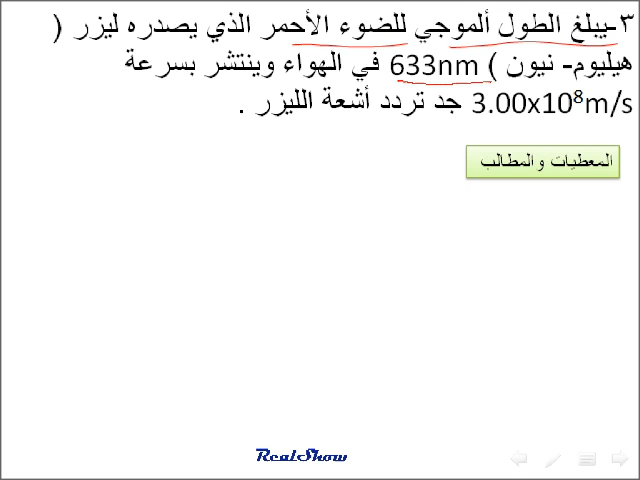 ٣-يبلغ الطول ألموجي للضوء الأحمر الذي يصدره ليزر (
هيليوم- نيون ) 633nm في الهواء وينتشر بسرعة
3.00x10⁸m/s جد تردد أشعة الليزر .
المعطيات والمطالب
RealShow